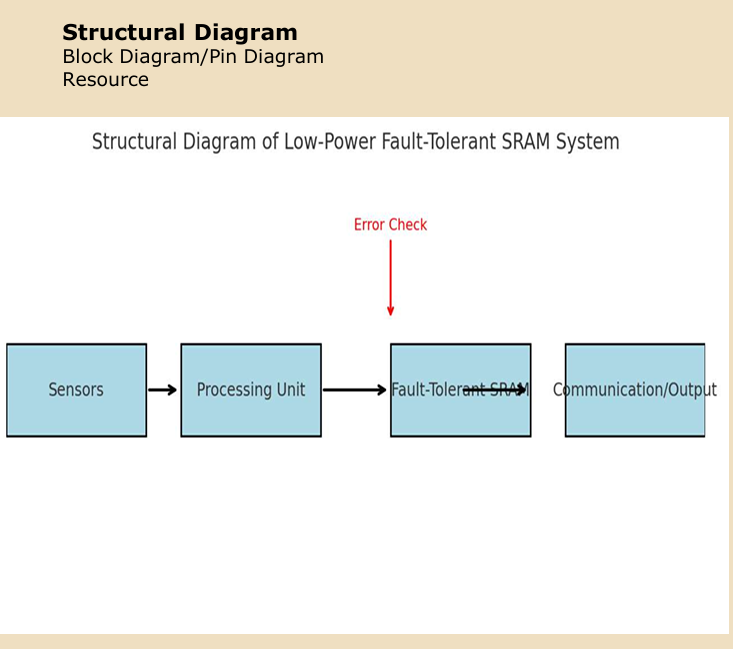 Structural Diagram
Block Diagram/Pin Diagram
Resource
Structural Diagram of Low-Power Fault-Tolerant SRAM System
Error Check
Sensors
Processing Unit
Fault-Tolerant SRAM
Communication/Output